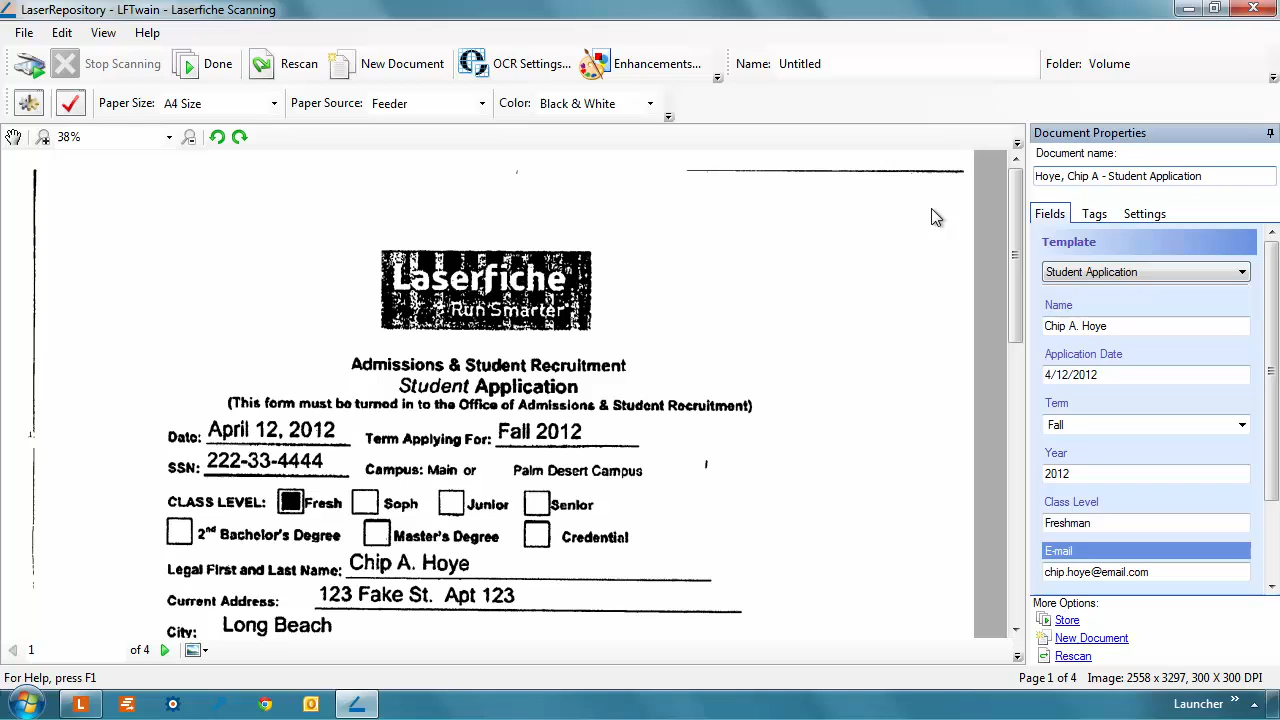 LaserRepository - LFTwain - Laserfiche Scanning
File Edit View Help
Stop Scanning Done Rescan New Document OCR Settings... Enhancements... Name: Untitled Folder: Volume
Paper Size: A4 Size Paper Source: Feeder Color: Black & White
38%
Laserfiche
Run Smarter
Admissions & Student Recruitment
Student Application
(This form must be turned in to the Office of Admissions & Student Recruitment)
Date: April 12, 2012 Term Applying For: Fall 2012
SSN: 222-33-4444 Campus: Main or Palm Desert Campus
CLASS LEVEL: Fresh Soph Junior Senior
2nd Bachelor's Degree Master's Degree Credential
Legal First and Last Name: Chip A. Hoye
Current Address: 123 Fake St. Apt 123
City: Long Beach
Document Properties
Document name:
Hoye, Chip A - Student Application
Fields Tags Settings
Template
Student Application
Name
Chip A. Hoye
Application Date
4/12/2012
Term
Fall
Year
2012
Class Level
Freshman
E-mail
chip.hoye@email.com
More Options:
Store
New Document
Rescan
1 of 4
For Help, press F1
Page 1 of 4 Image: 2558 x 3297, 300 X 300 DPI
Launcher